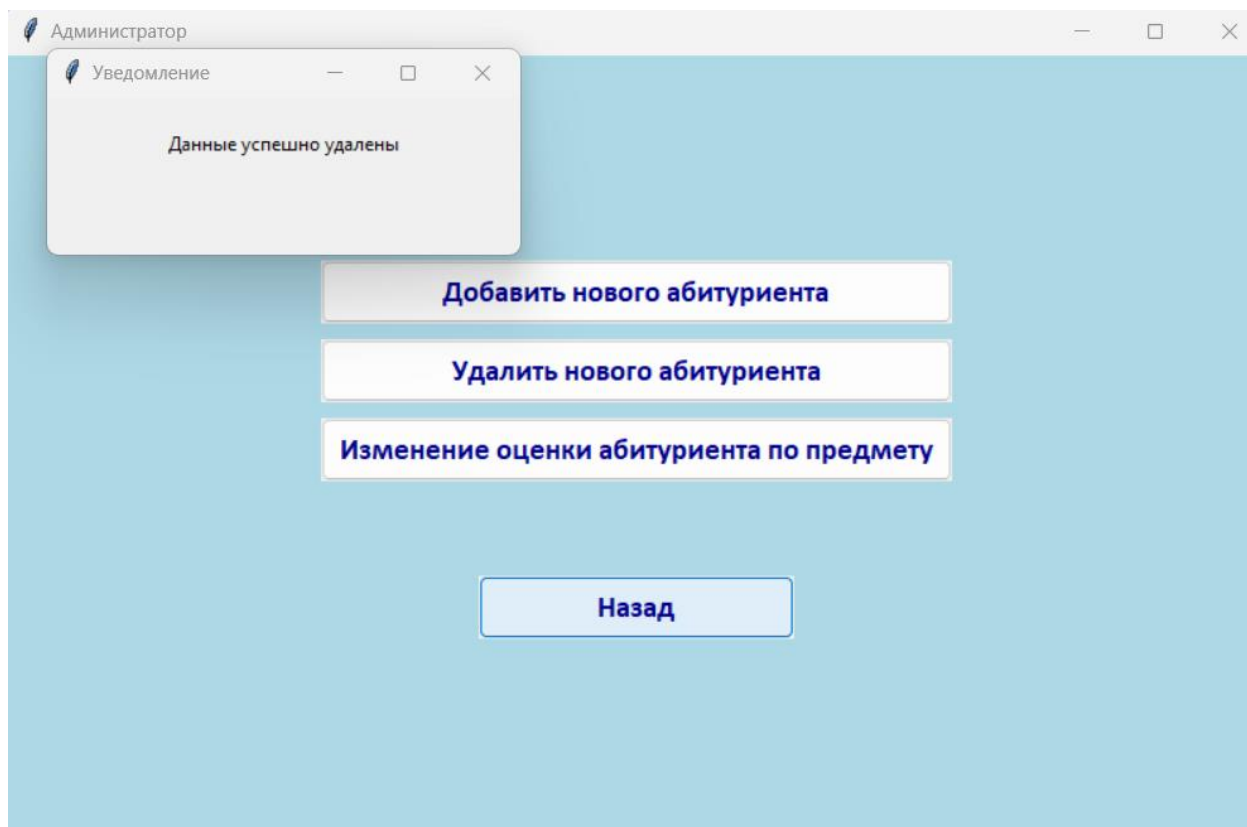 Администратор
Уведомление
Данные успешно удалены
Добавить нового абитуриента
Удалить нового абитуриента
Изменение оценки абитуриента по предмету
Назад